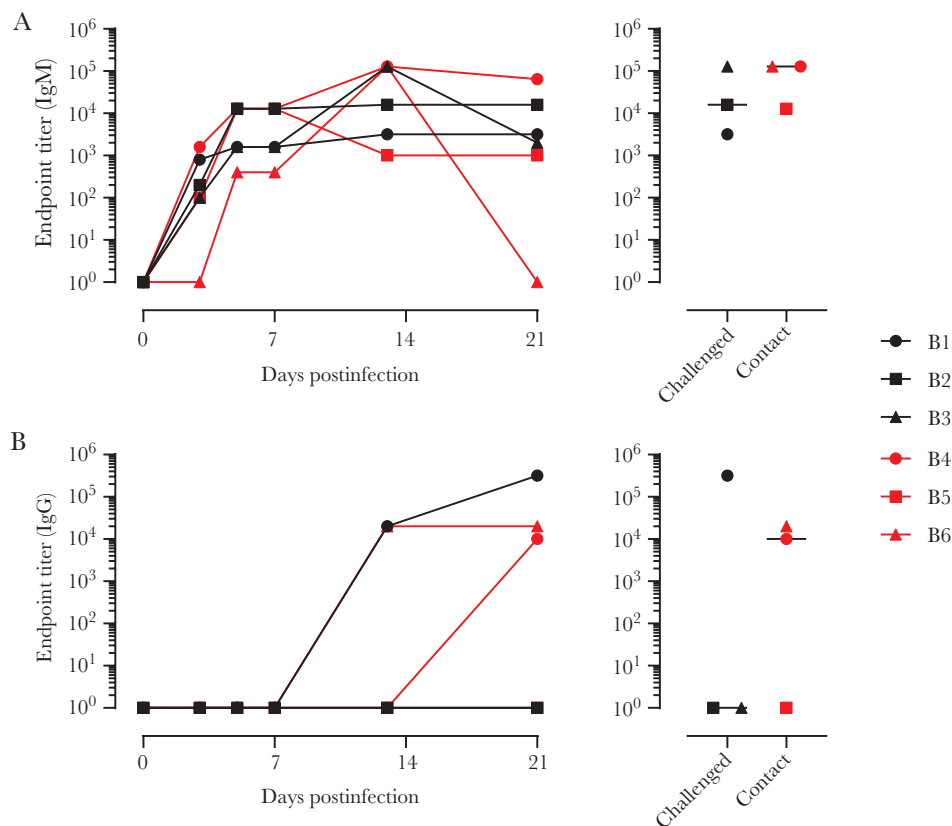 A
Endpoint titer (IgM)
10⁶
10⁵
10⁴
10³
10²
10¹
10⁰
0
7
14
21
Days postinfection
10⁶
10⁵
10⁴
10³
10²
10¹
10⁰
Challenged
Contact
B1
B2
B3
B4
B5
B6
B
Endpoint titer (IgG)
10⁶
10⁵
10⁴
10³
10²
10¹
10⁰
0
7
14
21
Days postinfection
10⁶
10⁵
10⁴
10³
10²
10¹
10⁰
Challenged
Contact